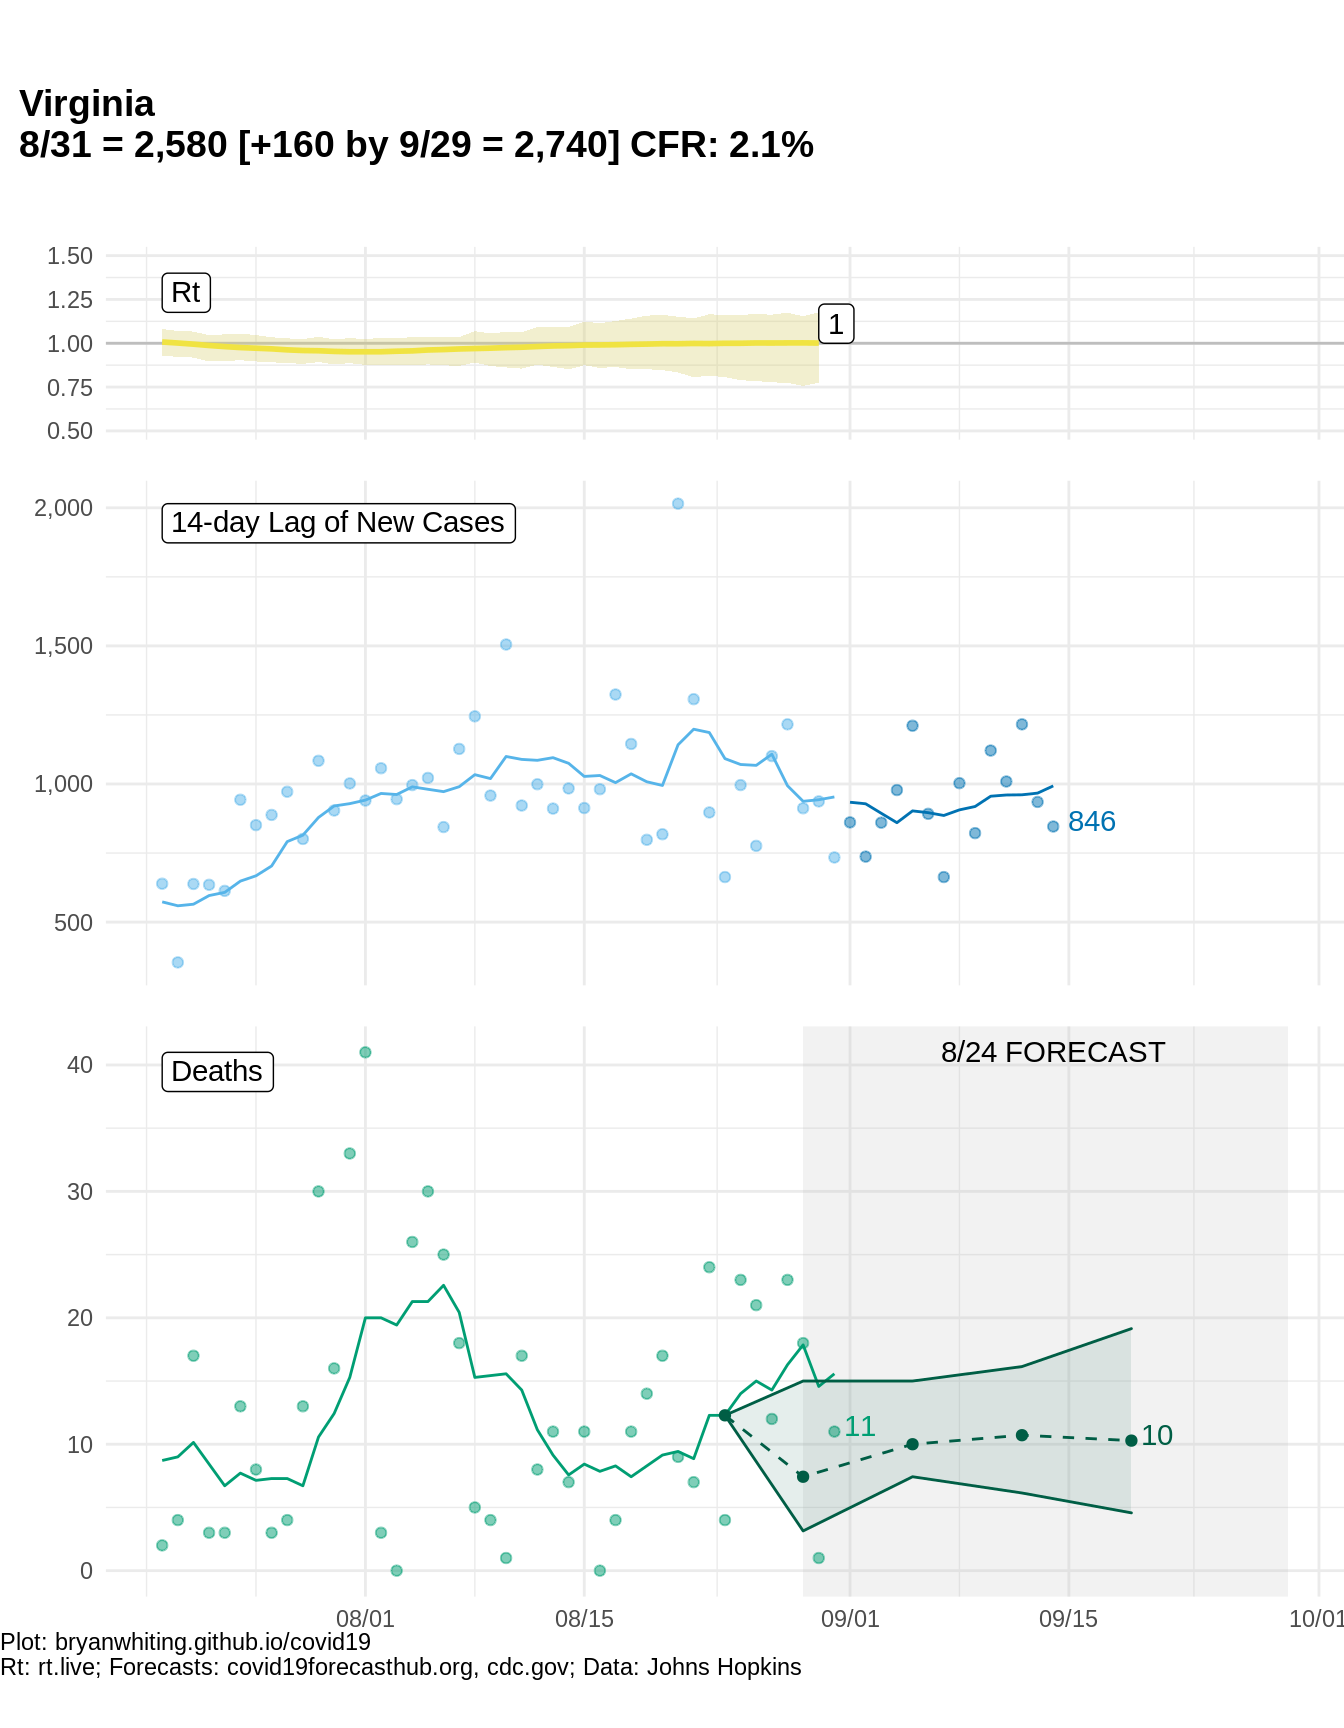 Virginia
8/31 = 2,580 [+160 by 9/29 = 2,740] CFR: 2.1%
1.50
1.25
1.00
0.75
0.50
Rt
1
2,000
1,500
1,000
500
14-day Lag of New Cases
846
40
30
20
10
0
Deaths
8/24 FORECAST
11
10
08/01 08/15 09/01 09/15 10/01
Plot: bryanwhiting.github.io/covid19
Rt: rt.live; Forecasts: covid19forecasthub.org, cdc.gov; Data: Johns Hopkins